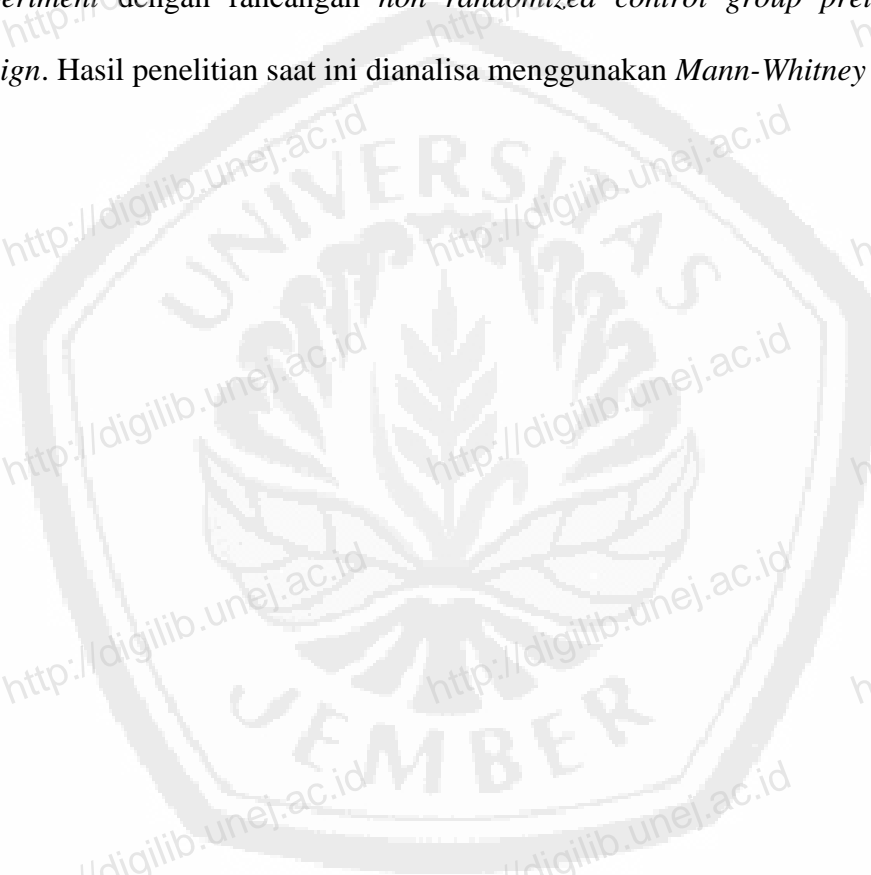 eriment dengan rancangan non randomized control group pret
ign. Hasil penelitian saat ini dianalisa menggunakan Mann-Whitney
http://digilib.unej.ac.id
http://digilib.unej.ac.id
UNIVERSITAS
http://digilib.unej.ac.id
http://digilib.unej.ac.id
http://digilib.unej.ac.id
http://digilib.unej.ac.id
JEMBER
http://digilib.unej.ac.id
http://digilib.unej.ac.id